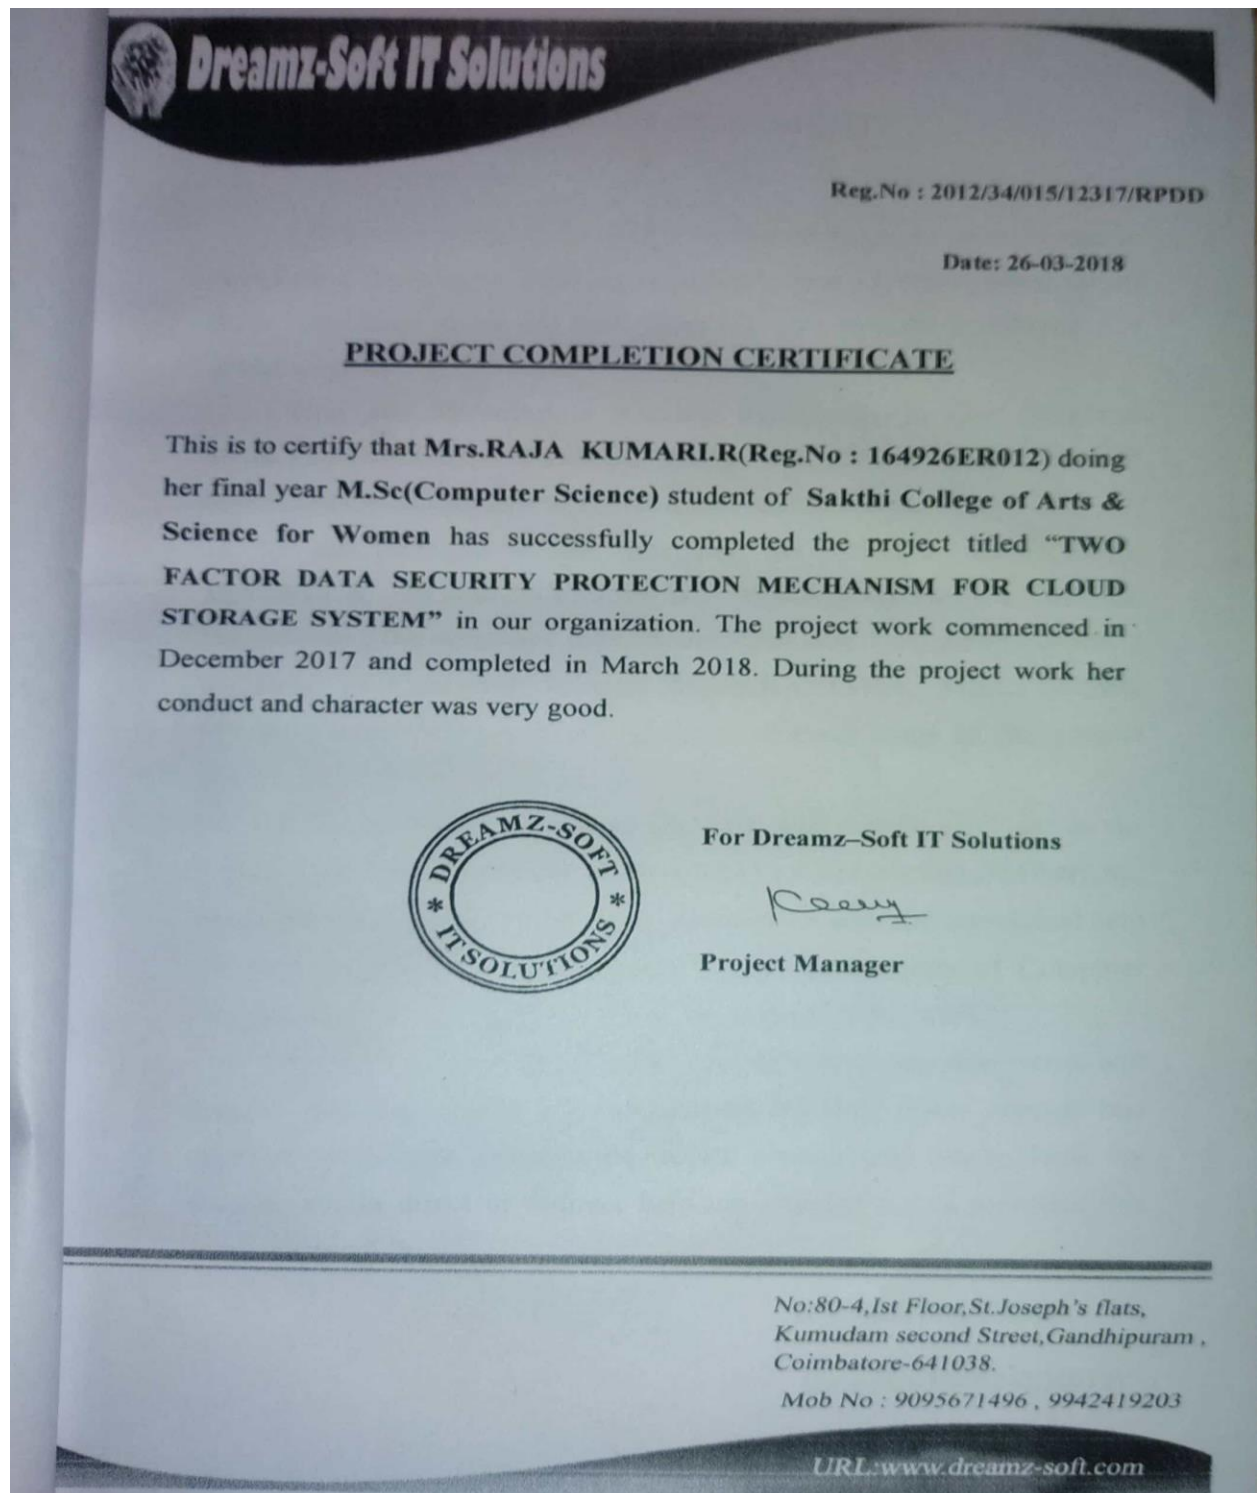 Dreamz-Soft IT Solutions
Reg.No : 2012/34/015/12317/RPDD
Date: 26-03-2018
PROJECT COMPLETION CERTIFICATE
This is to certify that Mrs.RAJA KUMARI.R(Reg.No : 164926ER012) doing
her final year M.Sc(Computer Science) student of Sakthi College of Arts &
Science for Women has successfully completed the project titled “TWO
FACTOR DATA SECURITY PROTECTION MECHANISM FOR CLOUD
STORAGE SYSTEM” in our organization. The project work commenced in
December 2017 and completed in March 2018. During the project work her
conduct and character was very good.
DREAMZ-SOFT
* *
IT SOLUTIONS
For Dreamz–Soft IT Solutions
Project Manager
No:80-4,Ist Floor,St.Joseph's flats,
Kumudam second Street,Gandhipuram ,
Coimbatore-641038.
Mob No : 9095671496 , 9942419203
URL:www.dreamz-soft.com